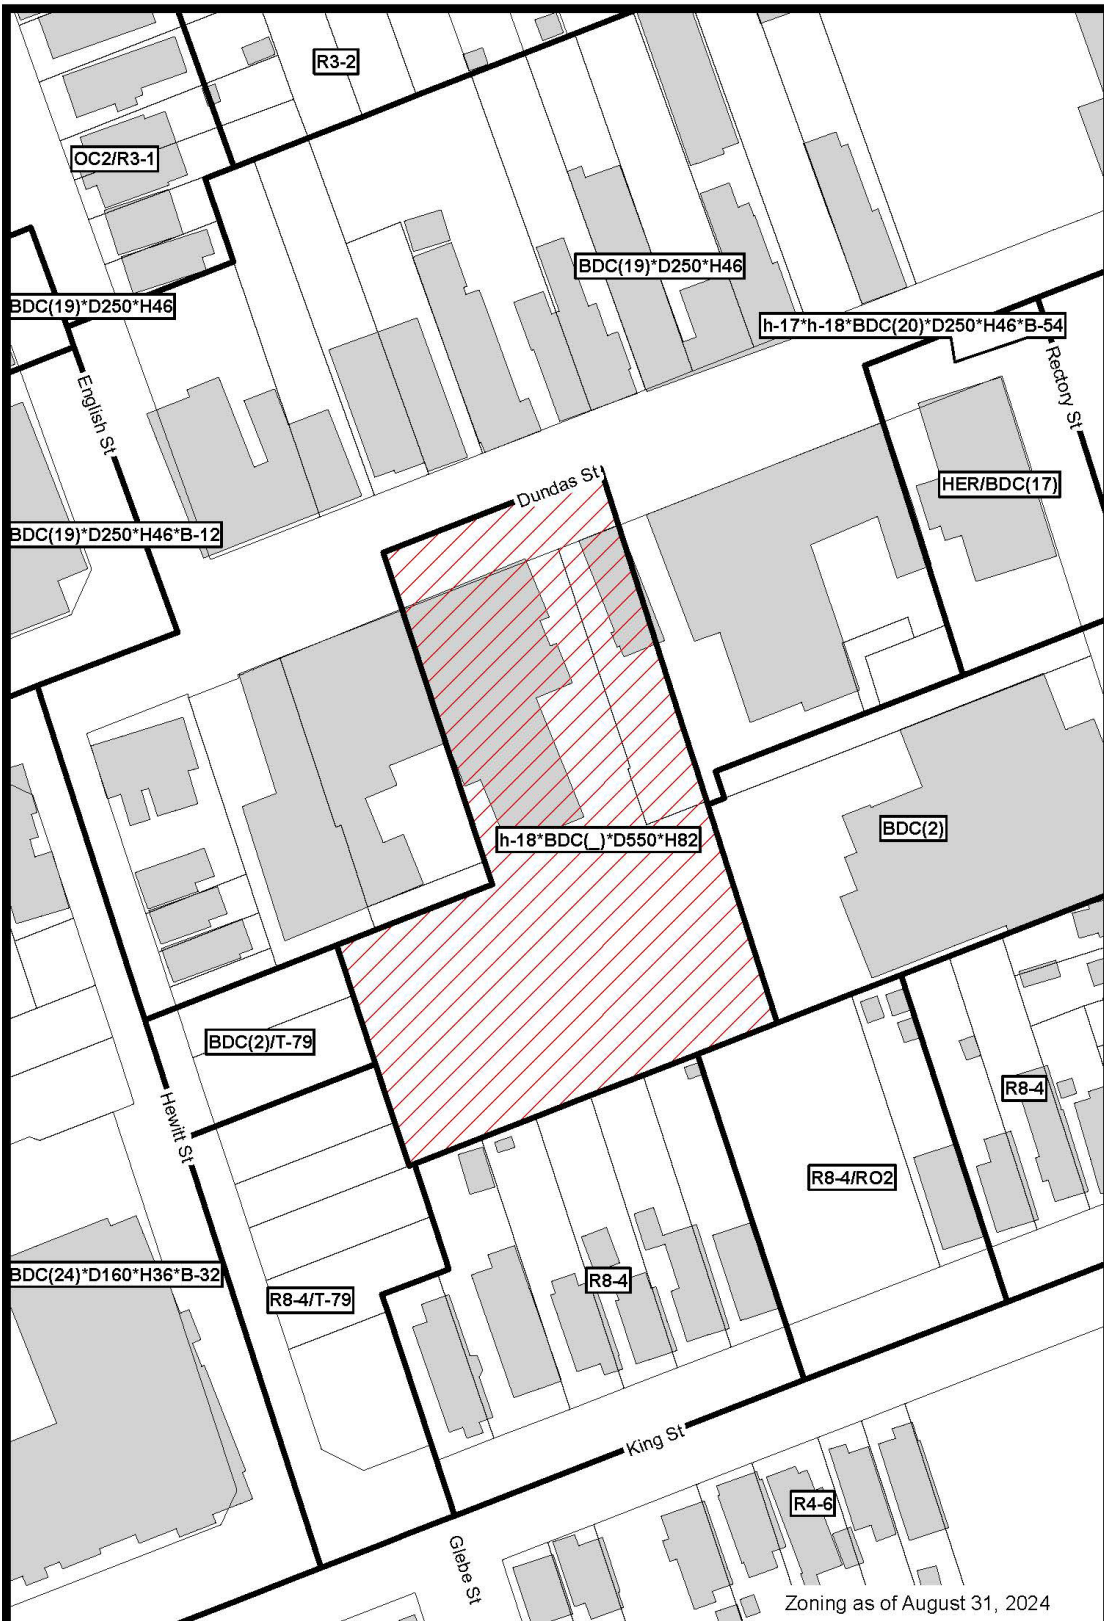 R3-2
OC2/R3-1
BDC(19)*D250*H46
BDC(19)*D250*H46
h-17*h-18*BDC(20)*D250*H46*B-54
Rectory St
English St
HER/BDC(17)
Dundas St
BDC(19)*D250*H46*B-12
BDC(2)
h-18*BDC(_)*D550*H82
BDC(2)/T-79
R8-4
Hewitt St
R8-4/RO2
BDC(24)*D160*H36*B-32
R8-4
R8-4/T-79
King St
R4-6
Glebe St
Zoning as of August 31, 2024